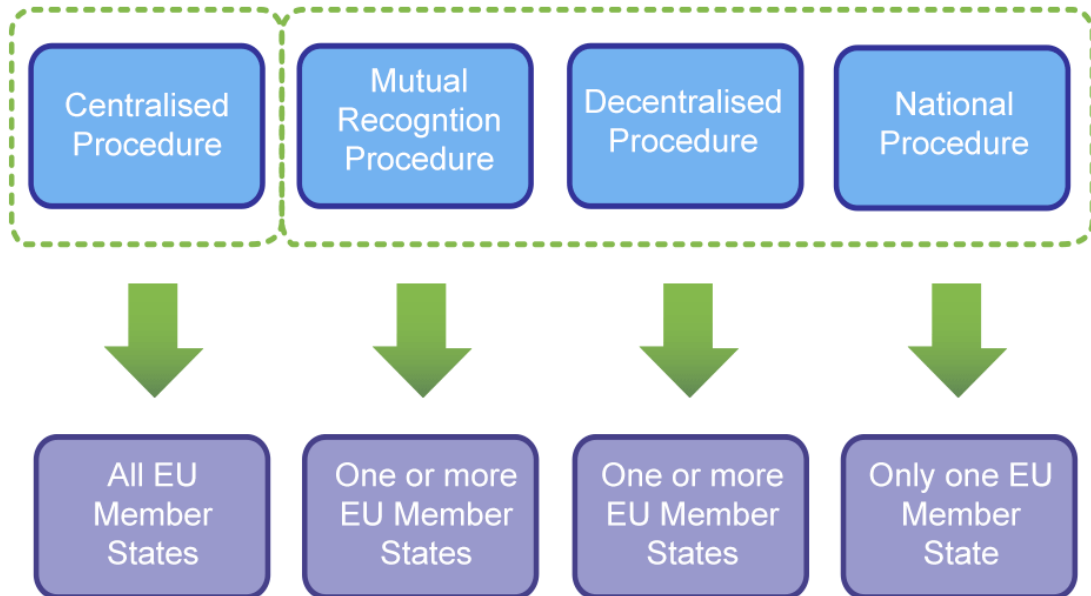 Centralised
Procedure
Mutual
Recogntion
Procedure
Decentralised
Procedure
National
Procedure
All EU
Member
States
One or more
EU Member
States
One or more
EU Member
States
Only one EU
Member
State